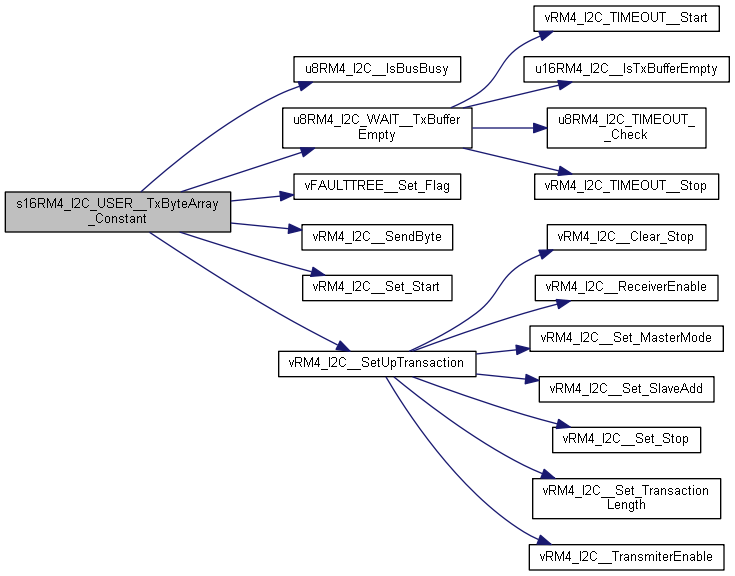 s16RM4_I2C_USER__TxByteArray
_Constant
u8RM4_I2C__IsBusBusy
u8RM4_I2C_WAIT__TxBuffer
Empty
vRM4_I2C_TIMEOUT__Start
u16RM4_I2C__IsTxBufferEmpty
u8RM4_I2C_TIMEOUT_
_Check
vRM4_I2C_TIMEOUT__Stop
vFAULTTREE__Set_Flag
vRM4_I2C__SendByte
vRM4_I2C__Set_Start
vRM4_I2C__SetUpTransaction
vRM4_I2C__Clear_Stop
vRM4_I2C__ReceiverEnable
vRM4_I2C__Set_MasterMode
vRM4_I2C__Set_SlaveAdd
vRM4_I2C__Set_Stop
vRM4_I2C__Set_Transaction
Length
vRM4_I2C__TransmiterEnable